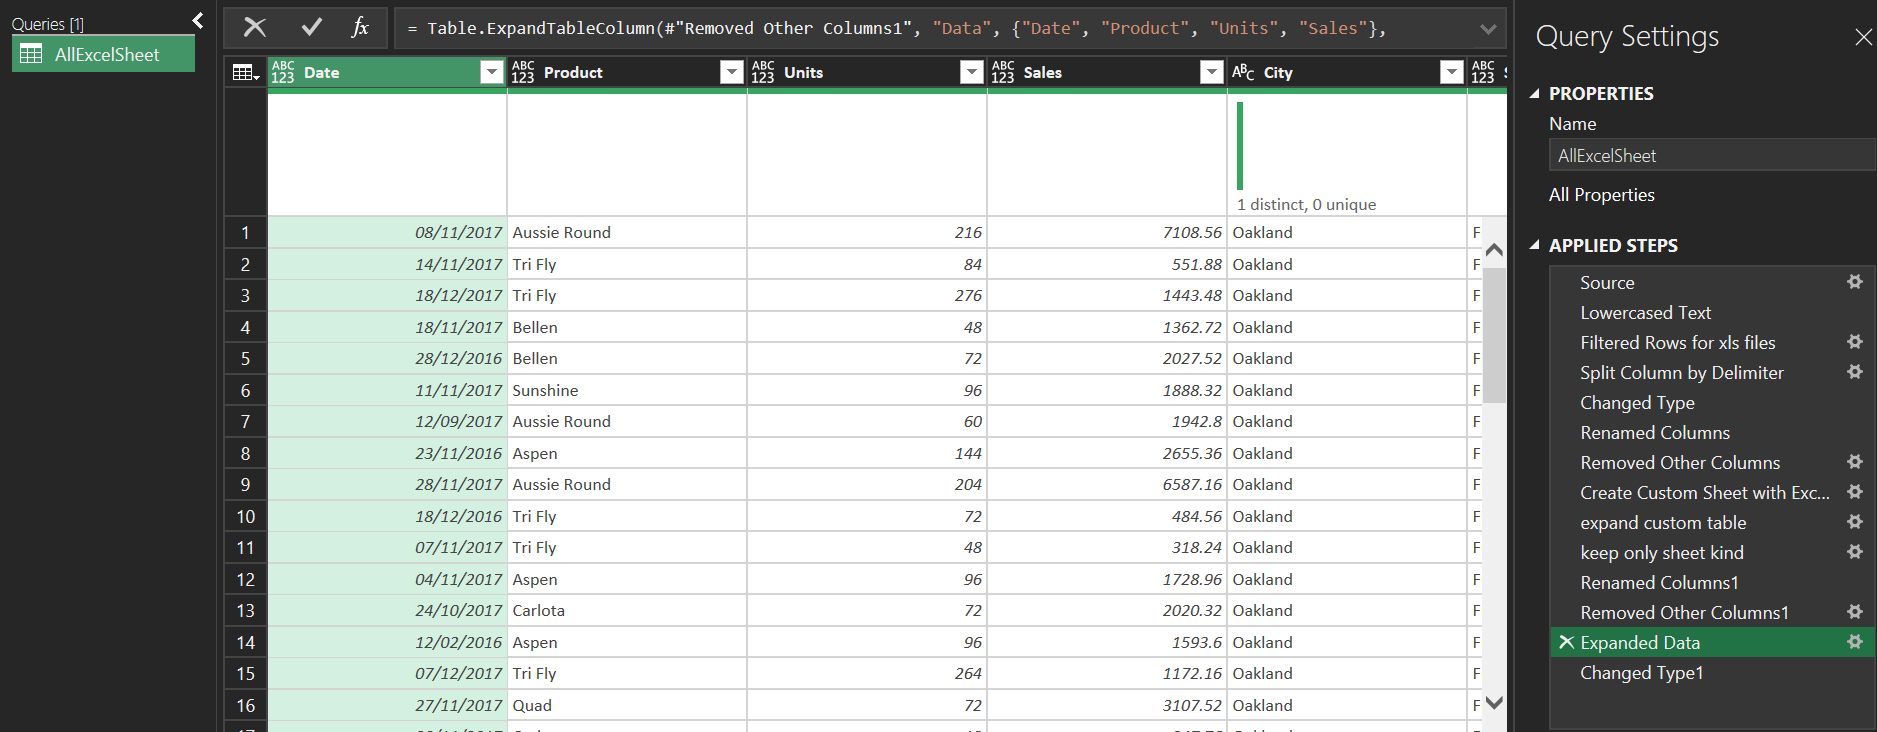 Queries [1]
AllExcelSheet
fx = Table.ExpandTableColumn(#"Removed Other Columns1", "Data", {"Date", "Product", "Units", "Sales"},
ABC 123 Date ABC 123 Product ABC 123 Units ABC 123 Sales ABC City ABC 123 S
1 distinct, 0 unique
1 08/11/2017 Aussie Round 216 7108.56 Oakland F
2 14/11/2017 Tri Fly 84 551.88 Oakland F
3 18/12/2017 Tri Fly 276 1443.48 Oakland F
4 18/11/2017 Bellen 48 1362.72 Oakland F
5 28/12/2016 Bellen 72 2027.52 Oakland F
6 11/11/2017 Sunshine 96 1888.32 Oakland F
7 12/09/2017 Aussie Round 60 1942.8 Oakland F
8 23/11/2016 Aspen 144 2655.36 Oakland F
9 28/11/2017 Aussie Round 204 6587.16 Oakland F
10 18/12/2016 Tri Fly 72 484.56 Oakland F
11 07/11/2017 Tri Fly 48 318.24 Oakland F
12 04/11/2017 Aspen 96 1728.96 Oakland F
13 24/10/2017 Carlota 72 2020.32 Oakland F
14 12/02/2016 Aspen 96 1593.6 Oakland F
15 07/12/2017 Tri Fly 264 1172.16 Oakland F
16 27/11/2017 Quad 72 3107.52 Oakland F
Query Settings
PROPERTIES
Name
AllExcelSheet
All Properties
APPLIED STEPS
Source
Lowercased Text
Filtered Rows for xls files
Split Column by Delimiter
Changed Type
Renamed Columns
Removed Other Columns
Create Custom Sheet with Exc...
expand custom table
keep only sheet kind
Renamed Columns1
Removed Other Columns1
Expanded Data
Changed Type1